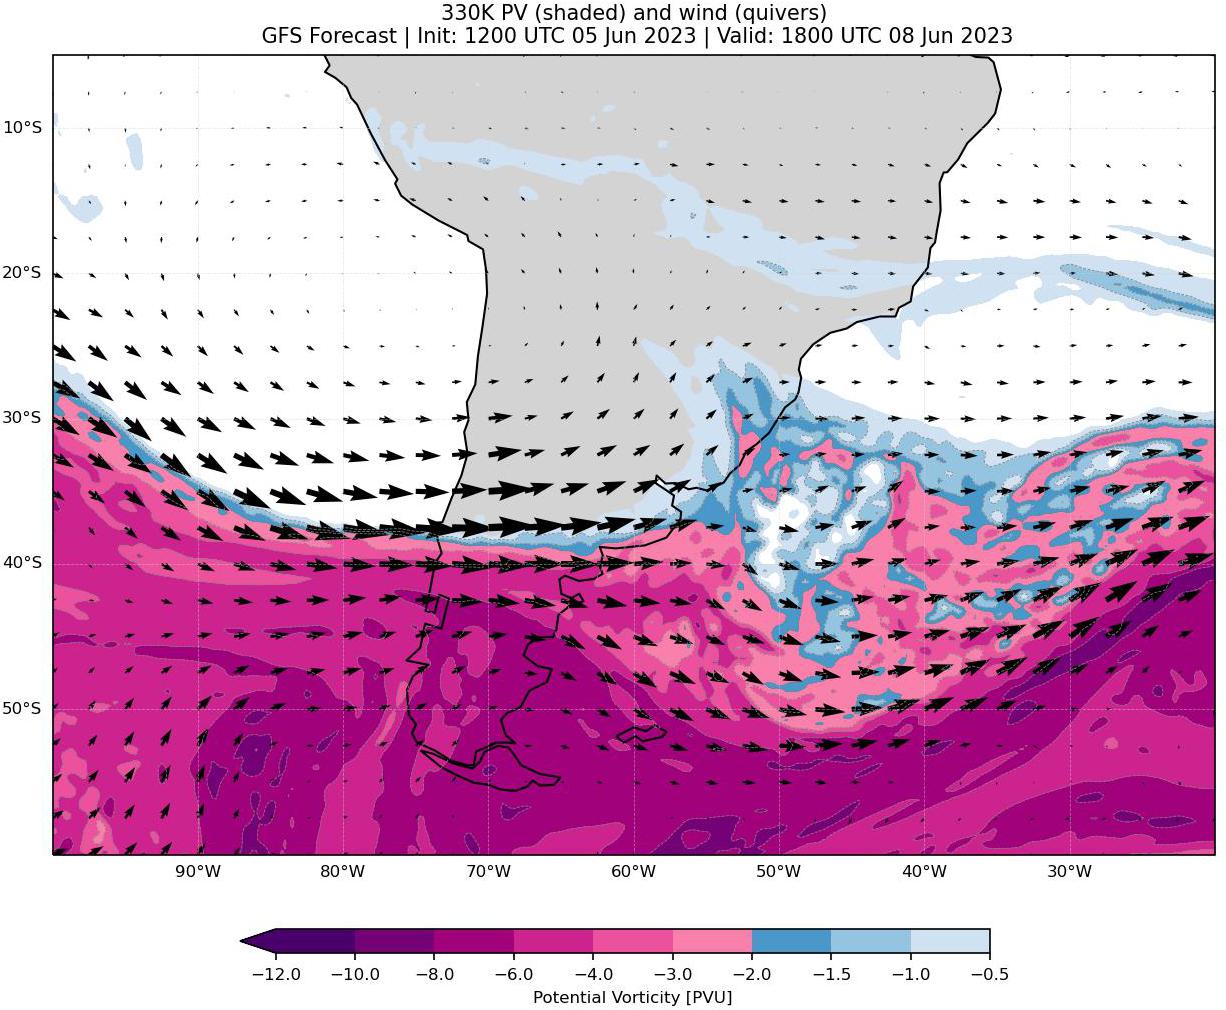 330K PV (shaded) and wind (quivers)
GFS Forecast | Init: 1200 UTC 05 Jun 2023 | Valid: 1800 UTC 08 Jun 2023
10°S
20°S
30°S
40°S
50°S
90°W 80°W 70°W 60°W 50°W 40°W 30°W
−12.0 −10.0 −8.0 −6.0 −4.0 −3.0 −2.0 −1.5 −1.0 −0.5
Potential Vorticity [PVU]